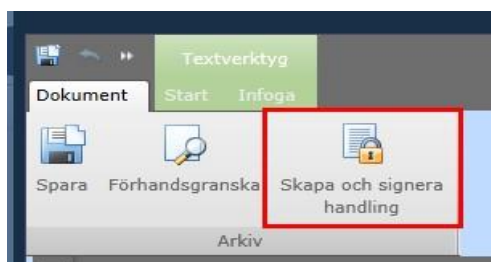 Textverktyg
Dokument Start Infoga
Spara Förhandsgranska Skapa och signera
handling
Arkiv